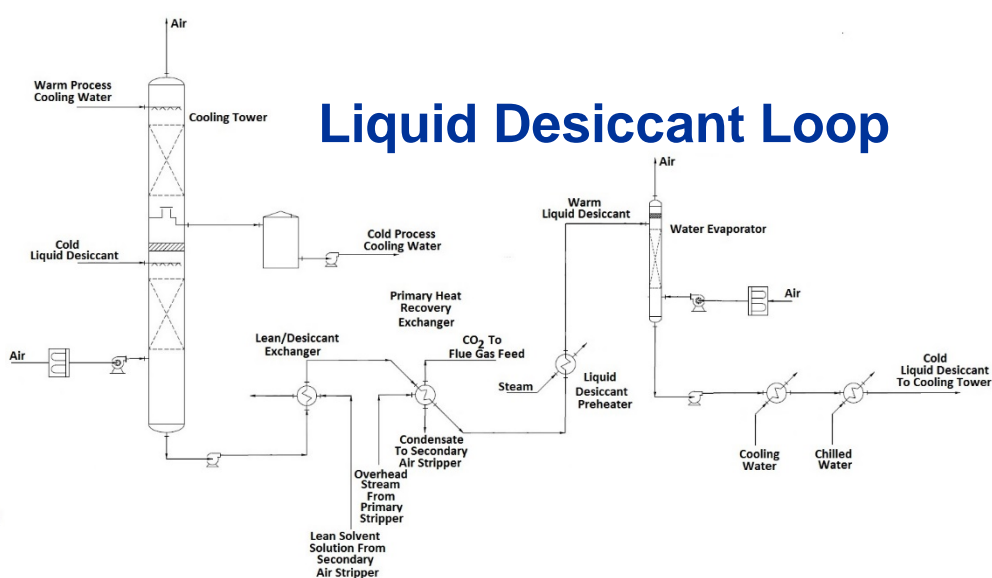 Air
Warm Process
Cooling Water
Cooling Tower
Liquid Desiccant Loop
Air
Warm
Liquid Desiccant
Water Evaporator
Cold
Liquid Desiccant
Cold Process
Cooling Water
Air
Primary Heat
Recovery
Exchanger
Lean/Desiccant
Exchanger
CO2 To
Flue Gas Feed
Air
Steam
Liquid
Desiccant
Preheater
Cold
Liquid Desiccant
To Cooling Tower
Condensate
To Secondary
Air Stripper
Cooling
Water
Chilled
Water
Overhead
Stream
From
Primary
Stripper
Lean Solvent
Solution From
Secondary
Air Stripper